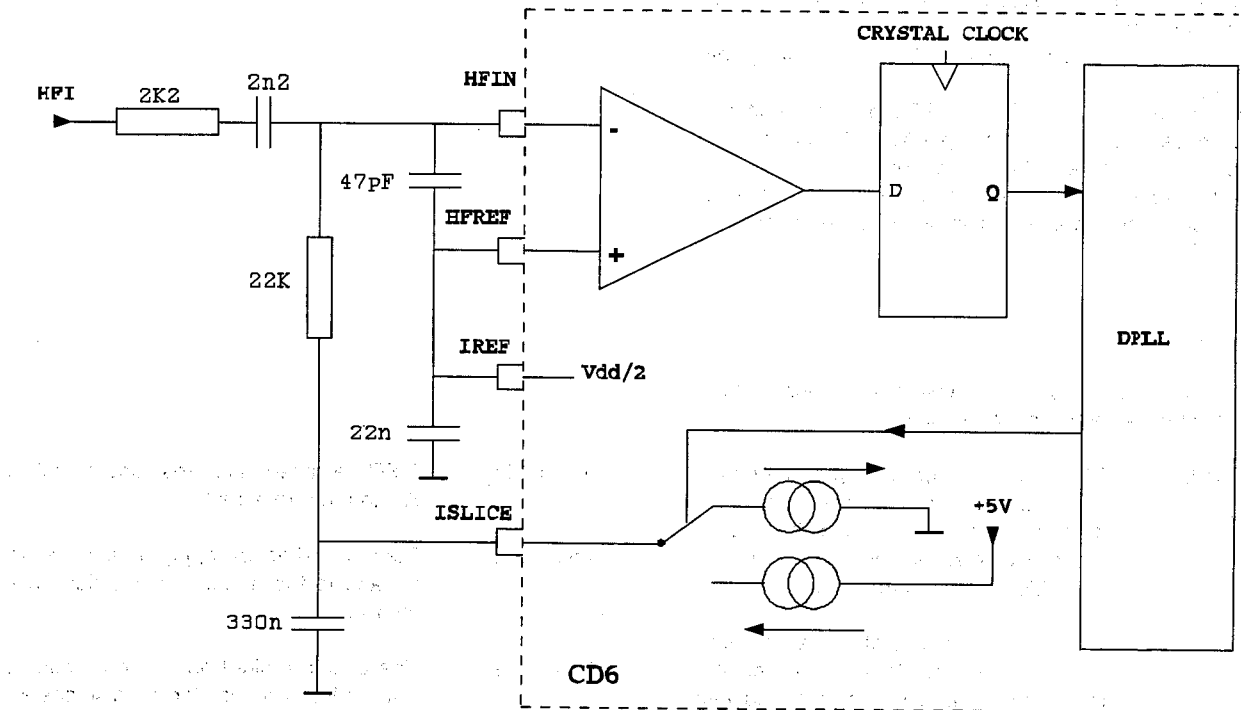 CRYSTAL CLOCK
HFI
2K2
2n2
HFIN
-
47pF
D
Q
HFREF
+
22K
IREF
Vdd/2
DPLL
22n
ISLICE
+5V
330n
CD6